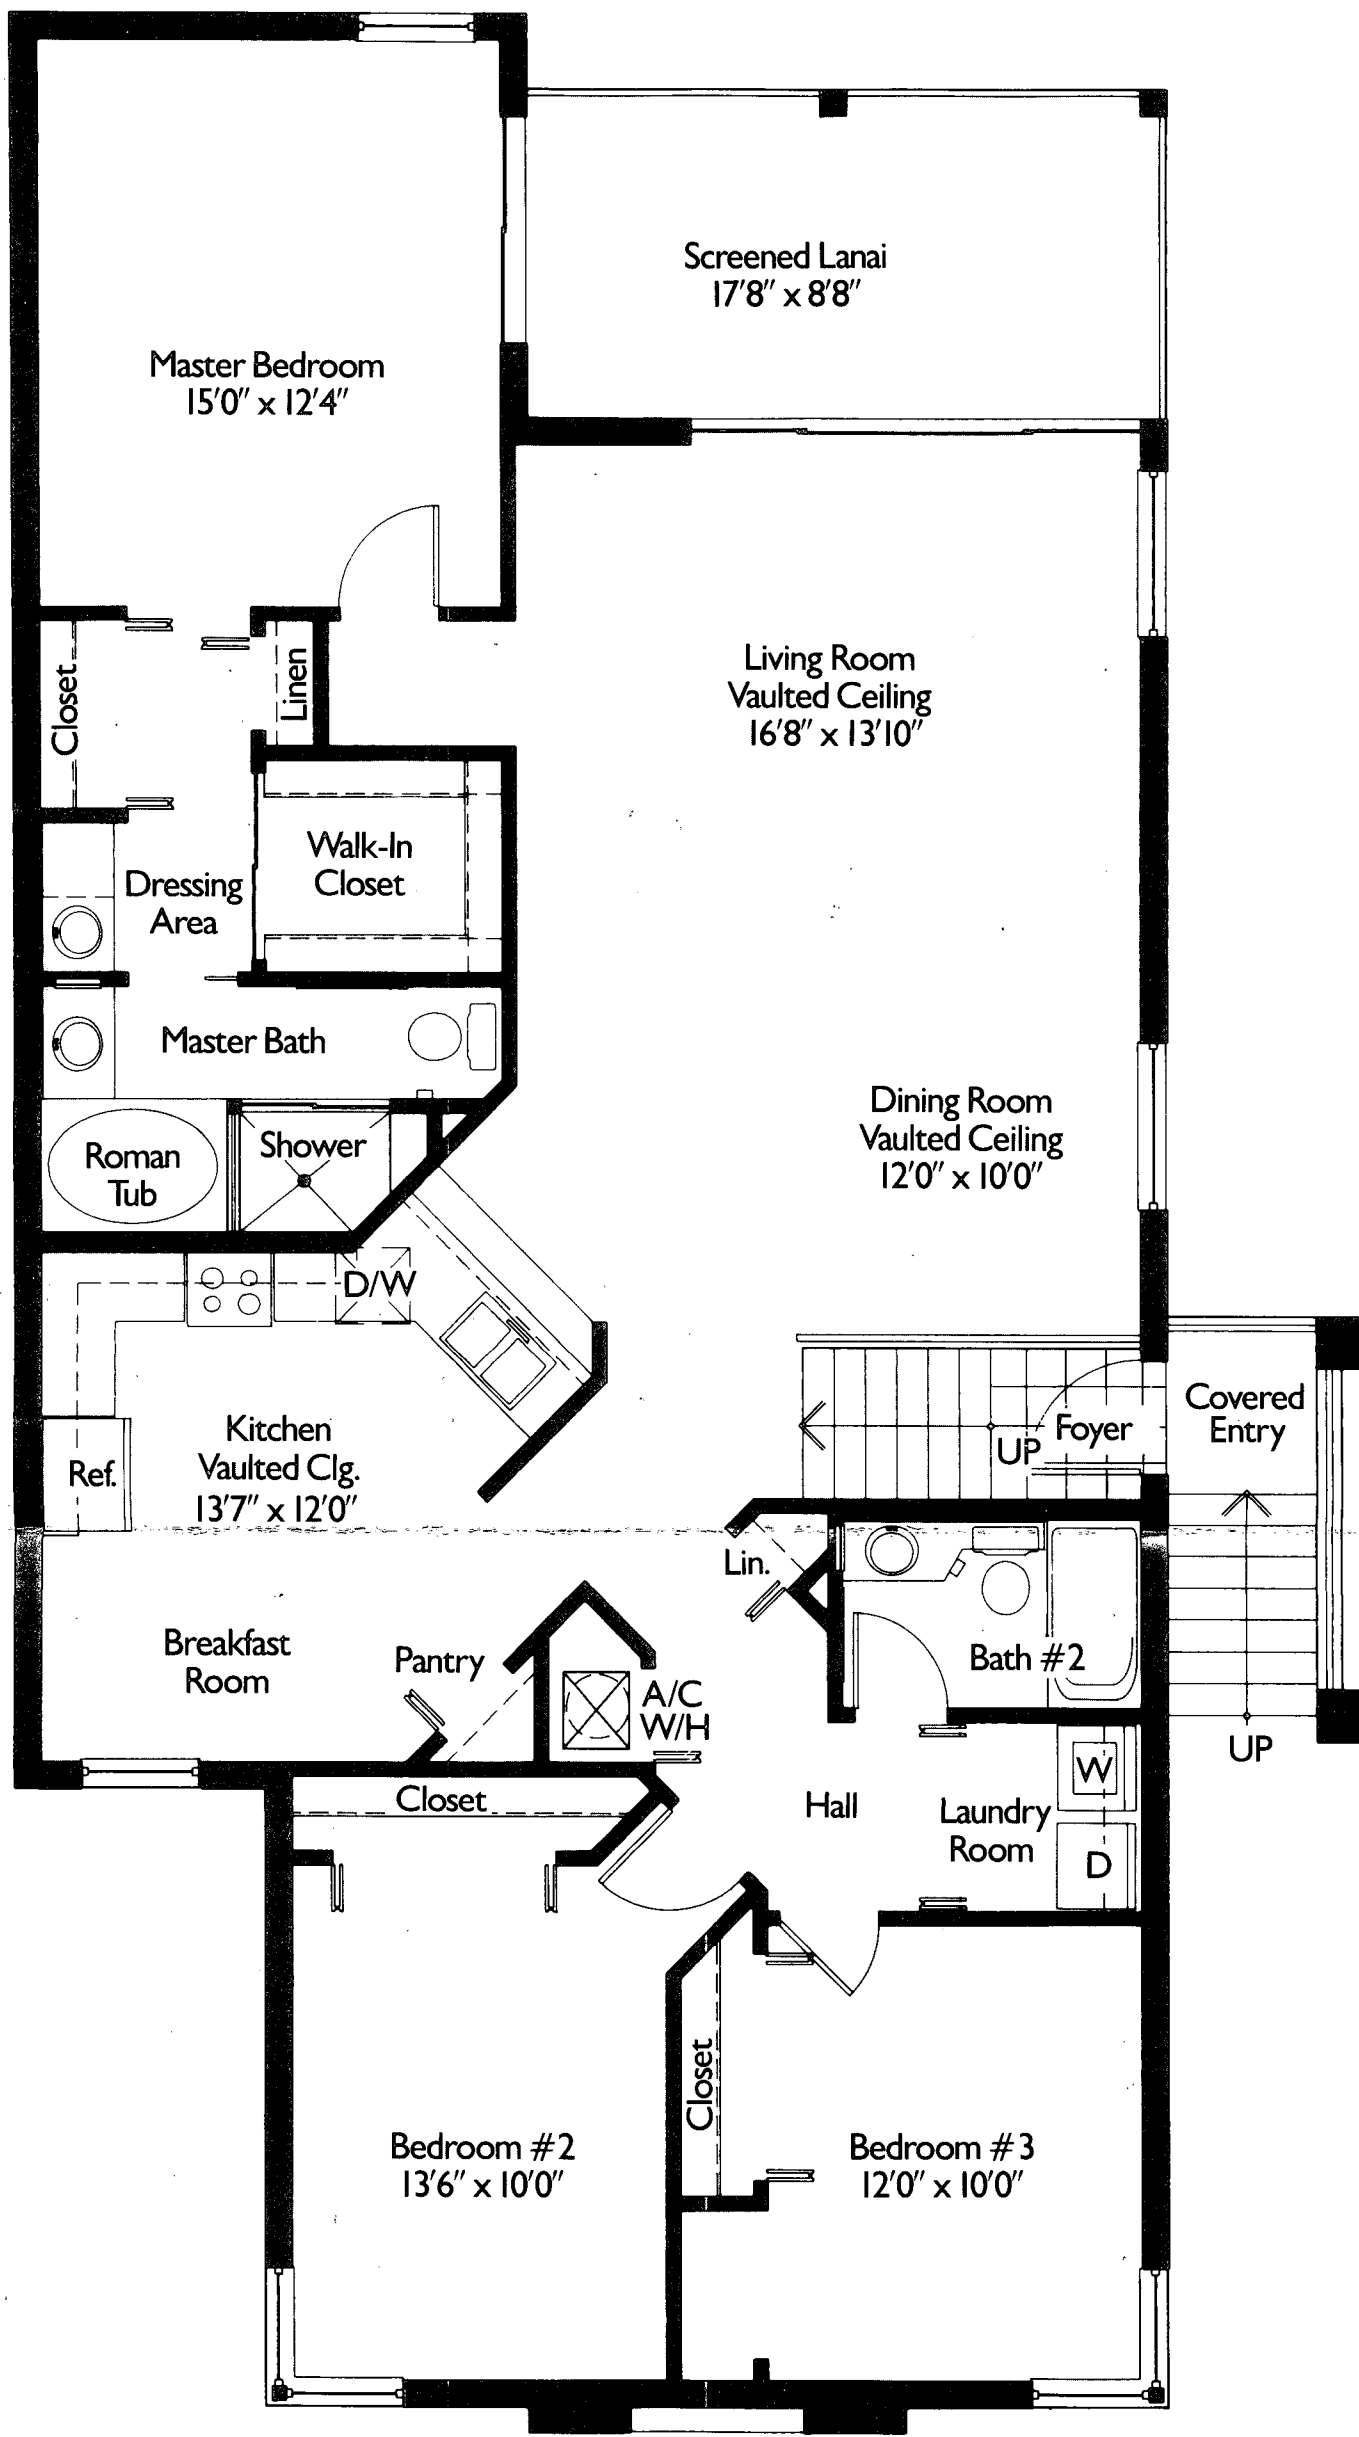 Screened Lanai
17'8" x 8'8"
Master Bedroom
15'0" x 12'4"
Closet
Linen
Living Room
Vaulted Ceiling
16'8" x 13'10"
Walk-In
Closet
Dressing
Area
Master Bath
Roman
Tub
Shower
Dining Room
Vaulted Ceiling
12'0" x 10'0"
D/W
Kitchen
Vaulted Clg.
13'7" x 12'0"
Ref.
UP
Foyer
Covered
Entry
Lin.
Breakfast
Room
Pantry
A/C
W/H
Bath #2
UP
Closet
Hall
Laundry
Room
W
D
Closet
Bedroom #2
13'6" x 10'0"
Bedroom #3
12'0" x 10'0"